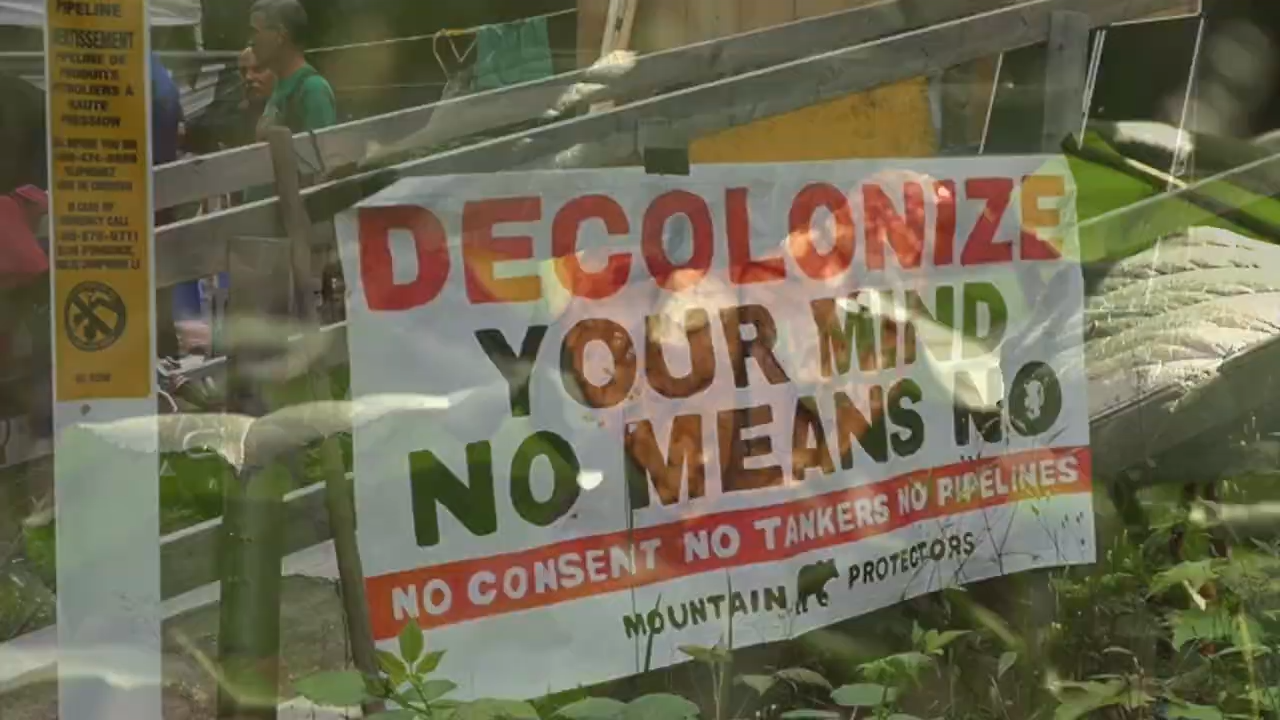 PIPELINE
AVERTISSEMENT
PIPELINE DE
PRODUITS
PÉTROLIERS À
HAUTE
PRESSION
DECOLONIZE
YOUR MIND
NO MEANS NO
NO CONSENT NO TANKERS NO PIPELINES
MOUNTAIN PROTECTORS